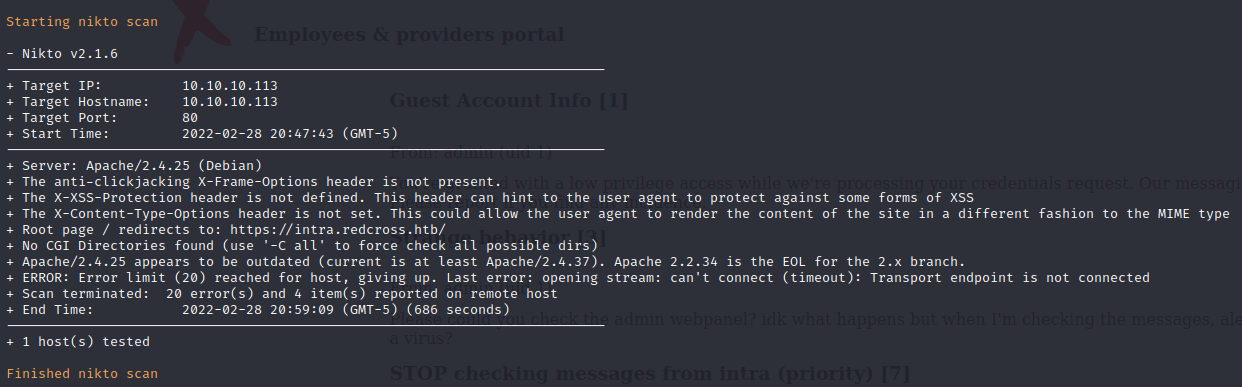 Starting nikto scan
Employees & providers portal
- Nikto v2.1.6
+ Target IP: 10.10.10.113
+ Target Hostname: 10.10.10.113
Guest Account Info [1]
+ Target Port: 80
+ Start Time: 2022-02-28 20:47:43 (GMT-5)
From: admin (uid 1)
+ Server: Apache/2.4.25 (Debian)
+ The anti-clickjacking X-Frame-Options header is not present.
with a low privilege access while we're processing your credentials request. Our messagi
+ The X-XSS-Protection header is not defined. This header can hint to the user agent to protect against some forms of XSS
+ The X-Content-Type-Options header is not set. This could allow the user agent to render the content of the site in a different fashion to the MIME type
+ Root page / redirects to: https://intra.redcross.htb/
behavior
+ No CGI Directories found (use '-C all' to force check all possible dirs)
+ Apache/2.4.25 appears to be outdated (current is at least Apache/2.4.37). Apache 2.2.34 is the EOL for the 2.x branch.
+ ERROR: Error limit (20) reached for host, giving up. Last error: opening stream: can't connect (timeout): Transport endpoint is not connected
+ Scan terminated: 20 error(s) and 4 item(s) reported on remote host
+ End Time: 2022-02-28 20:59:09 (GMT-5) (686 seconds)
Please could you check the admin webpanel? idk what happens but when I'm checking the messages, ale
a virus?
+ 1 host(s) tested
Finished nikto scan
STOP checking messages from intra (priority) [7]